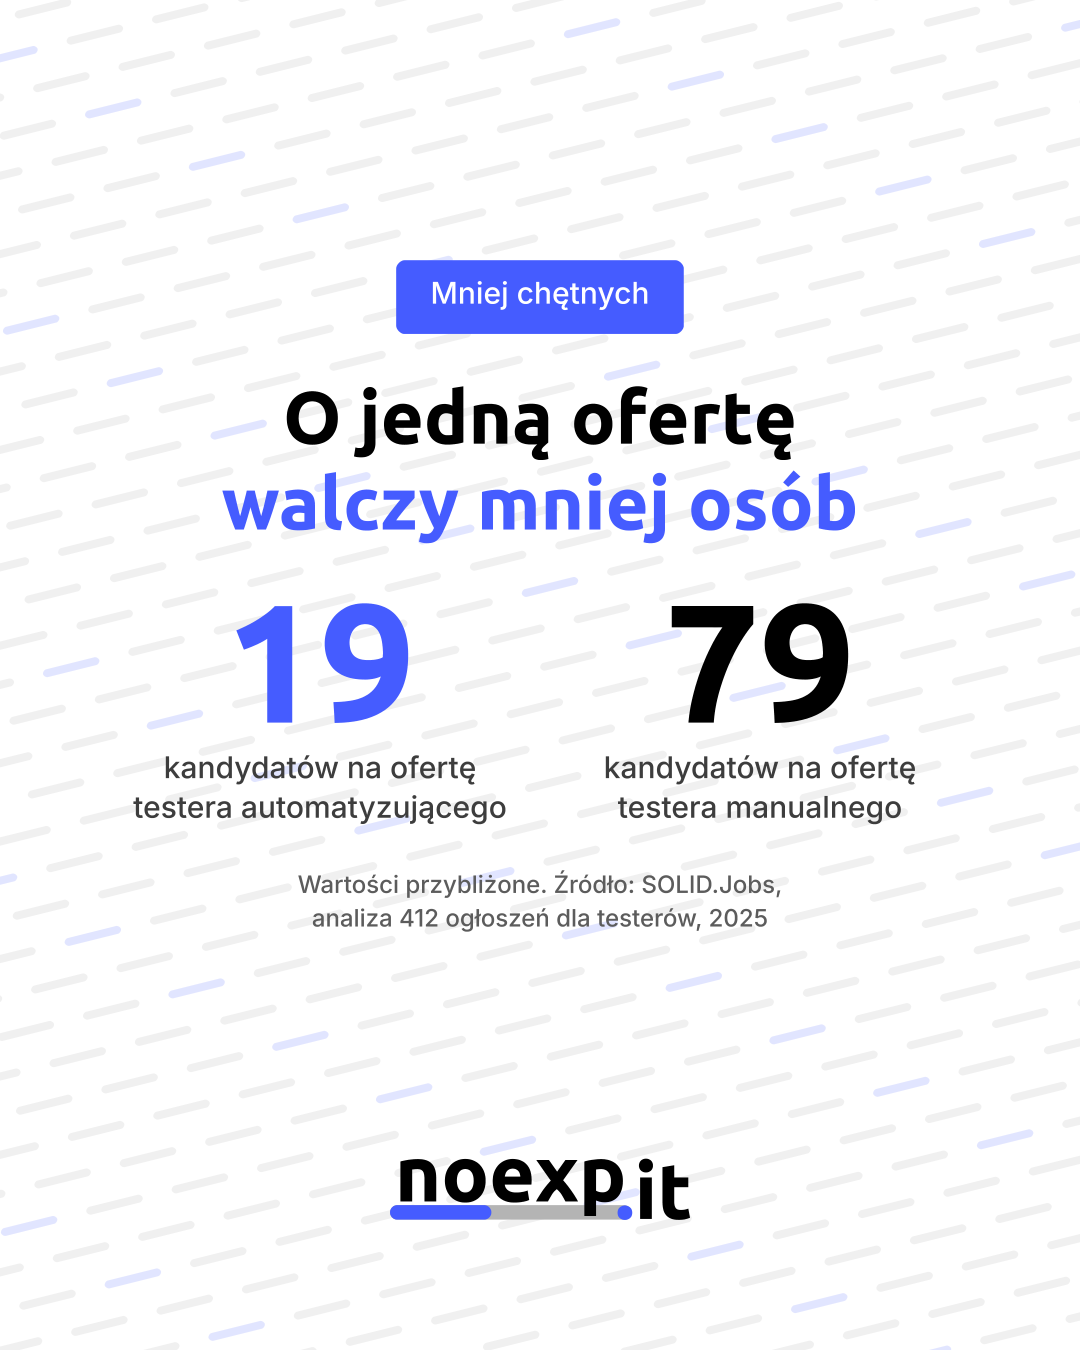 Mniej chętnych
O jedną ofertę
walczy mniej osób
19
kandydatów na ofertę
testera automatyzującego
79
kandydatów na ofertę
testera manualnego
Wartości przybliżone. Źródło: SOLID.Jobs,
analiza 412 ogłoszeń dla testerów, 2025
noexp.it